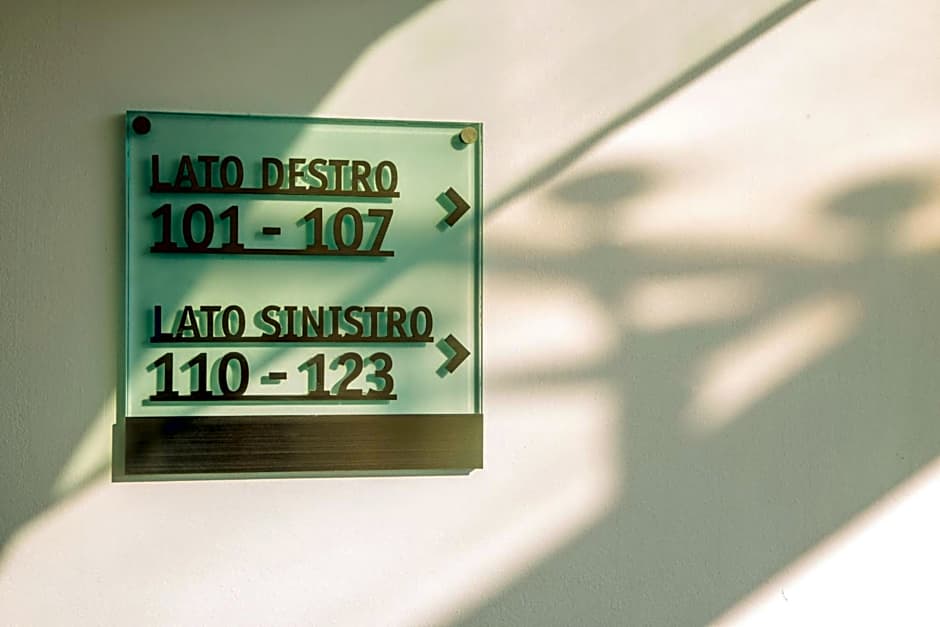 LATO DESTRO
101 - 107
LATO SINISTRO
110 - 123